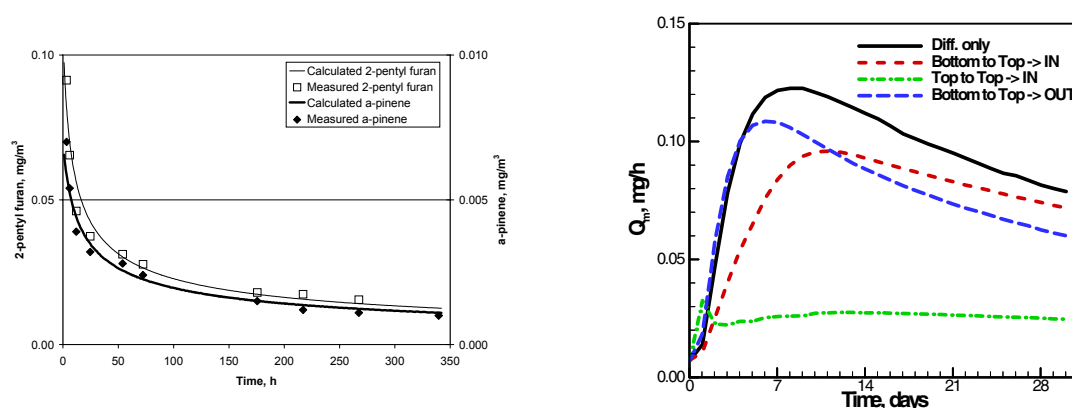 0.10
0.05
0.00
2-pentyl furan, mg/m³
0.010
0.005
0.000
a-pinene, mg/m³
Calculated 2-pentyl furan
Measured 2-pentyl furan
Calculated a-pinene
Measured a-pinene
0 50 100 150 200 250 300 350
Time, h
0.15
0.10
0.05
0.00
Qm, mg/h
Diff. only
Bottom to Top -> IN
Top to Top -> IN
Bottom to Top -> OUT
0 7 14 21 28
Time, days